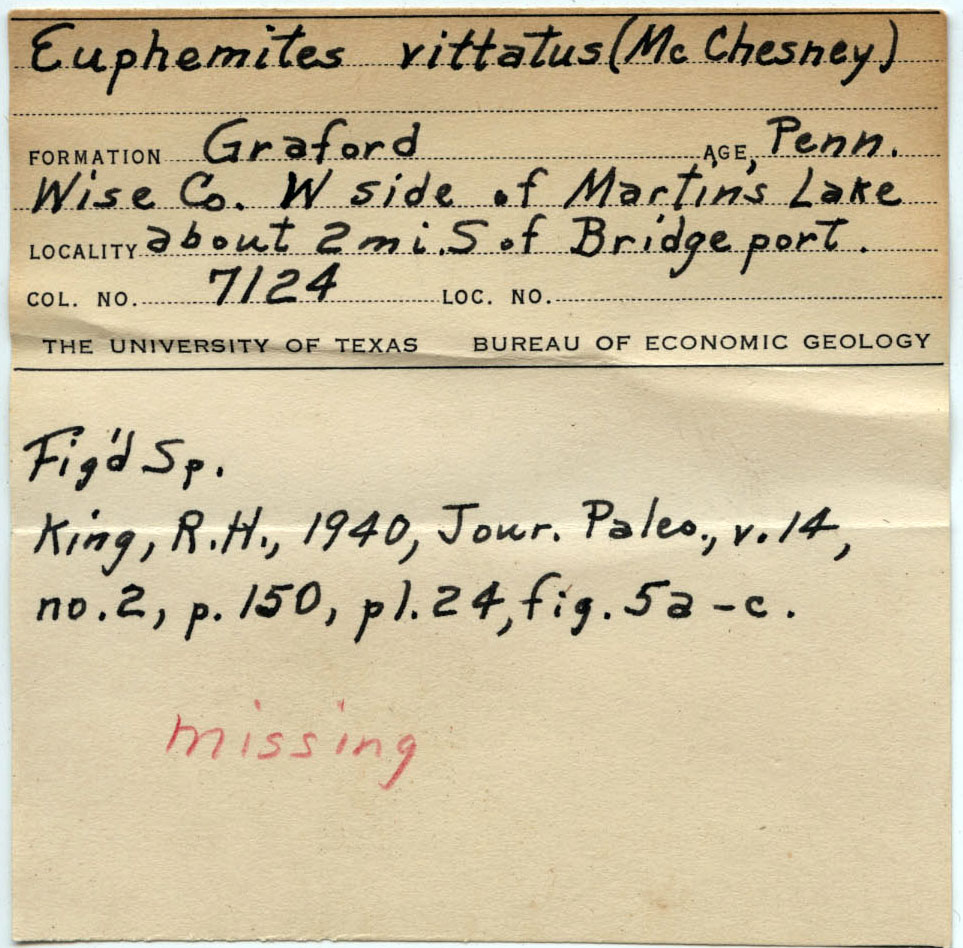 Euphemites vittatus (McChesney)
FORMATION Graford AGE, Penn.
Wise Co. W side of Martin's Lake
LOCALITY about 2 mi. S of Bridgeport.
COL. NO. 7124 LOC. NO.
THE UNIVERSITY OF TEXAS BUREAU OF ECONOMIC GEOLOGY
Fig'd Sp.
King, R.H., 1940, Jour. Paleo., v. 14,
no. 2, p. 150, pl. 24, fig. 5a-c.
missing